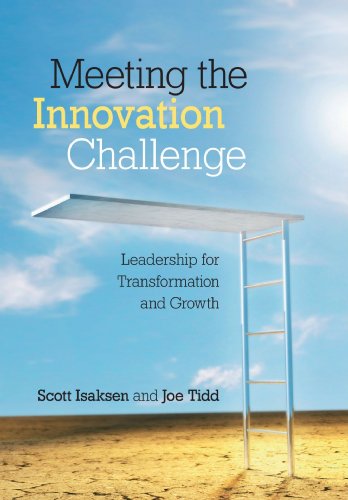 Meeting the
Innovation
Challenge
Leadership for
Transformation
and Growth
Scott Isaksen and Joe Tidd